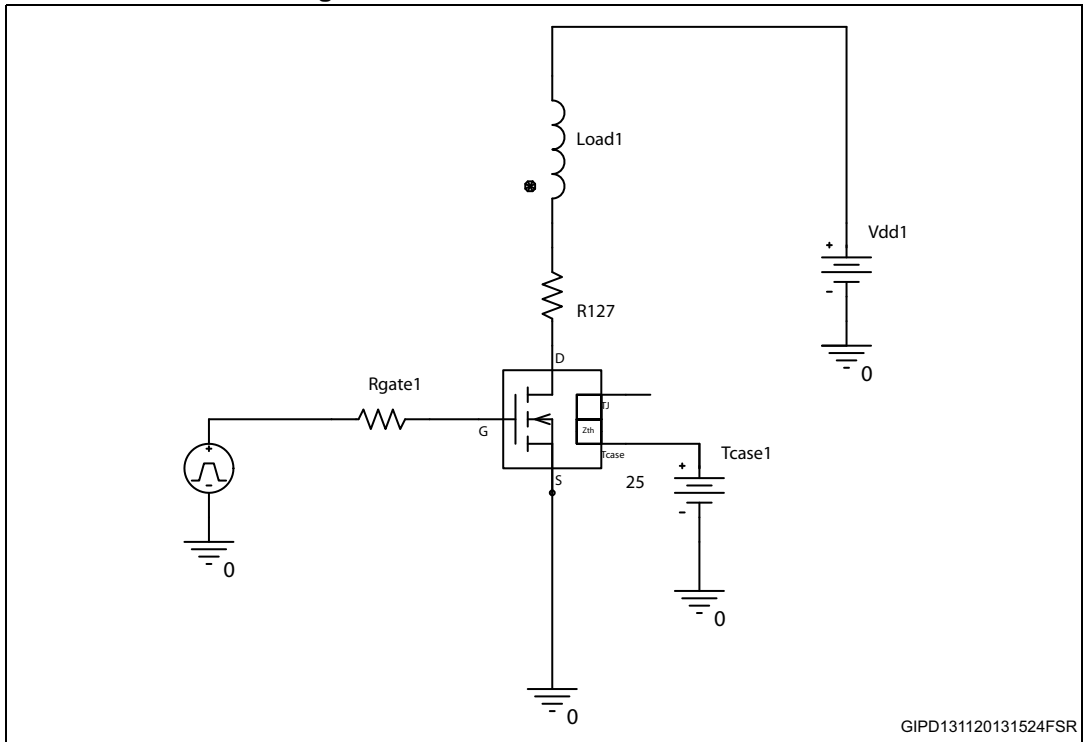 Load1
Vdd1
+
-
0
R127
D
Rgate1
G
TJ
Zth
Tcase
S
25
Tcase1
+
-
0
+
-
0
0
GIPD131120131524FSR